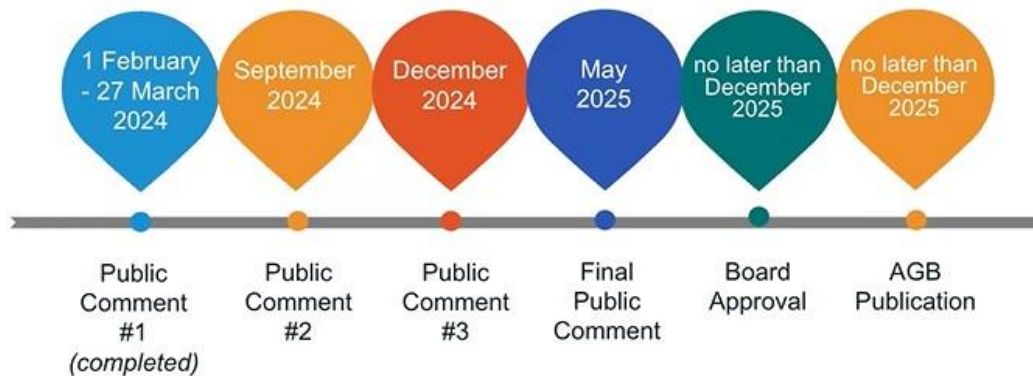 1 February
- 27 March
2024
September
2024
December
2024
May
2025
no later than
December
2025
no later than
December
2025
Public
Comment
#1
(completed)
Public
Comment
#2
Public
Comment
#3
Final
Public
Comment
Board
Approval
AGB
Publication